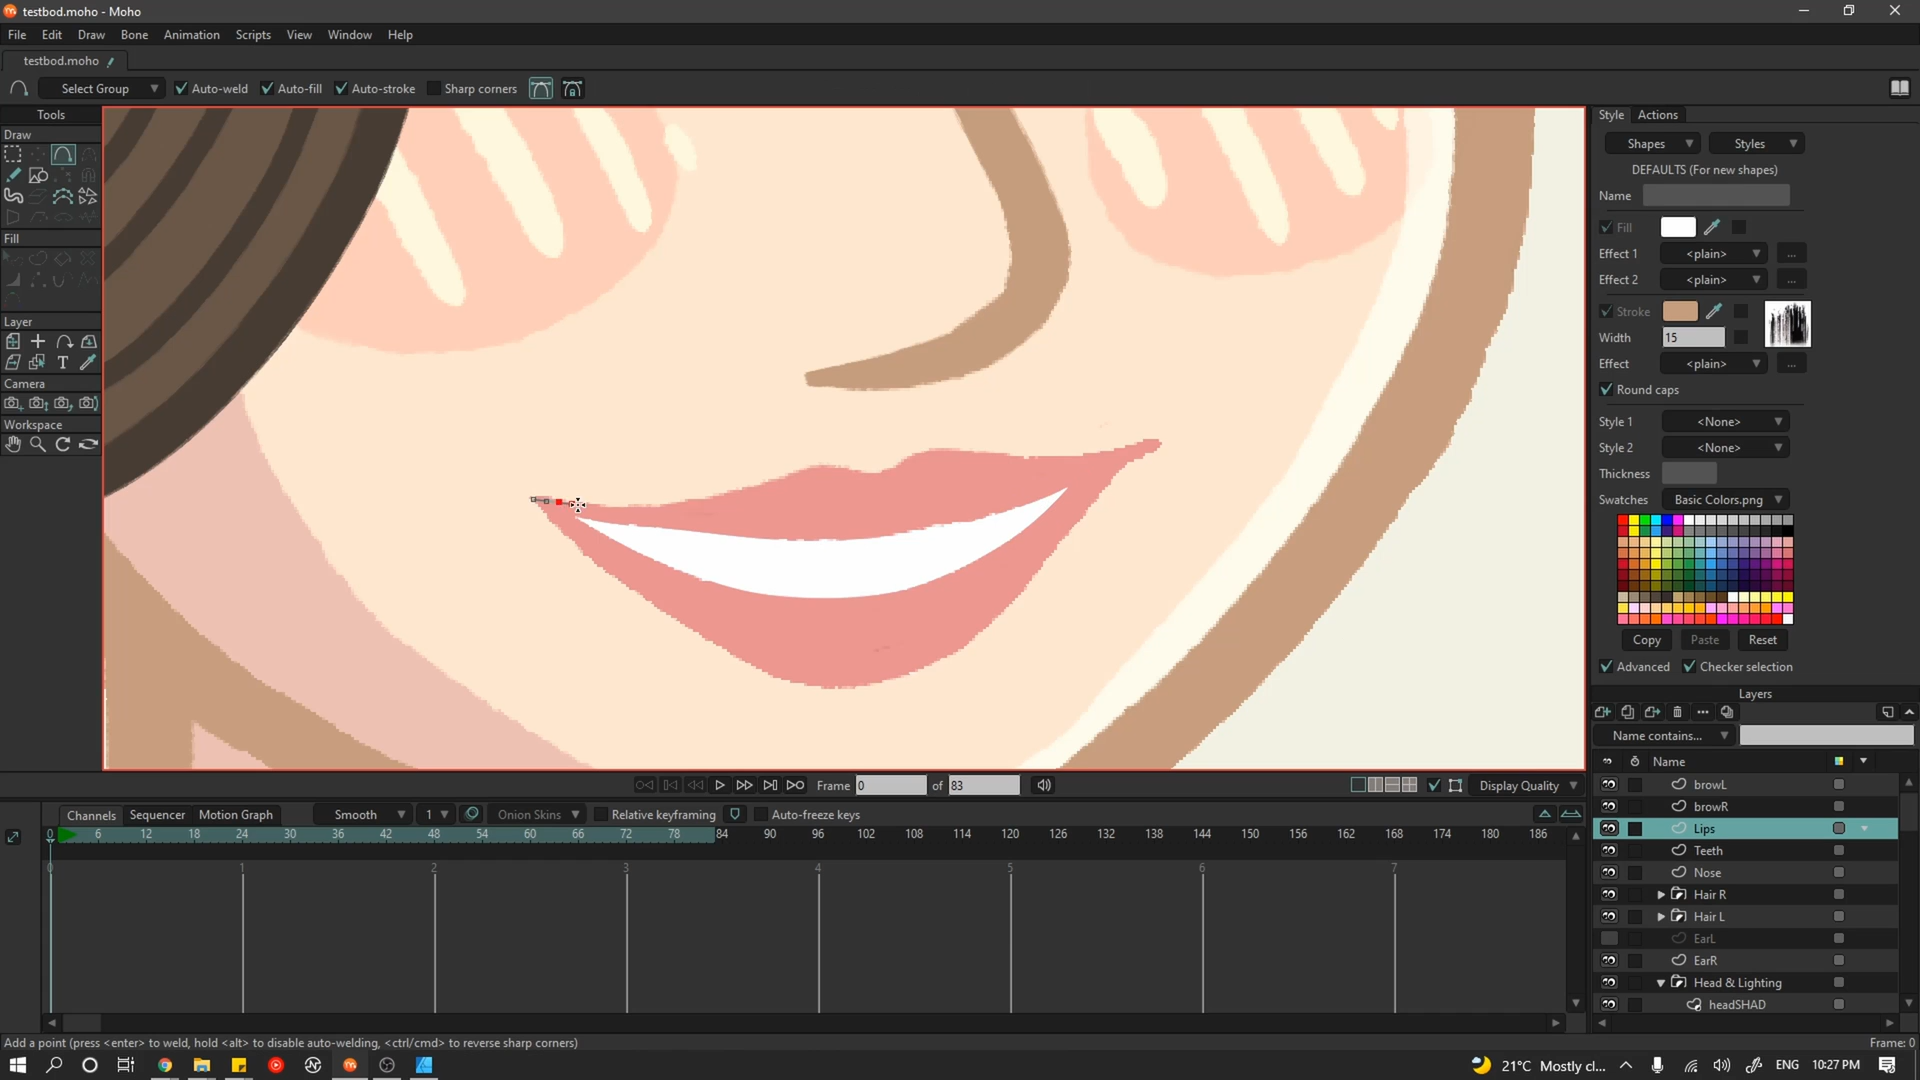 testbod.moho - Moho
File Edit Draw Bone Animation Scripts View Window Help
testbod.moho
Select Group Auto-weld Auto-fill Auto-stroke Sharp corners
Tools
Draw
Fill
Layer
Camera
Workspace
Style Actions
Shapes Styles
DEFAULTS (For new shapes)
Name
Fill
Effect 1 <plain> ...
Effect 2 <plain> ...
Stroke
Width 15
Effect <plain> ...
Round caps
Style 1 <None>
Style 2 <None>
Thickness
Swatches Basic Colors.png
Copy Paste Reset
Advanced Checker selection
Layers
Name contains...
Name
browL
browR
Lips
Teeth
Nose
Hair R
Hair L
EarL
EarR
Head & Lighting
headSHAD
Frame 0 of 83 Display Quality
Channels Sequencer Motion Graph Smooth 1 Onion Skins Relative keyframing Auto-freeze keys
0 6 12 18 24 30 36 42 48 54 60 66 72 78 84 90 96 102 108 114 120 126 132 138 144 150 156 162 168 174 180 186
0 1 2 3 4 5 6 7
Add a point (press <enter> to weld, hold <alt> to disable auto-welding, <ctrl/cmd> to reverse sharp corners) Frame: 0
21°C Mostly cl... ENG 10:27 PM